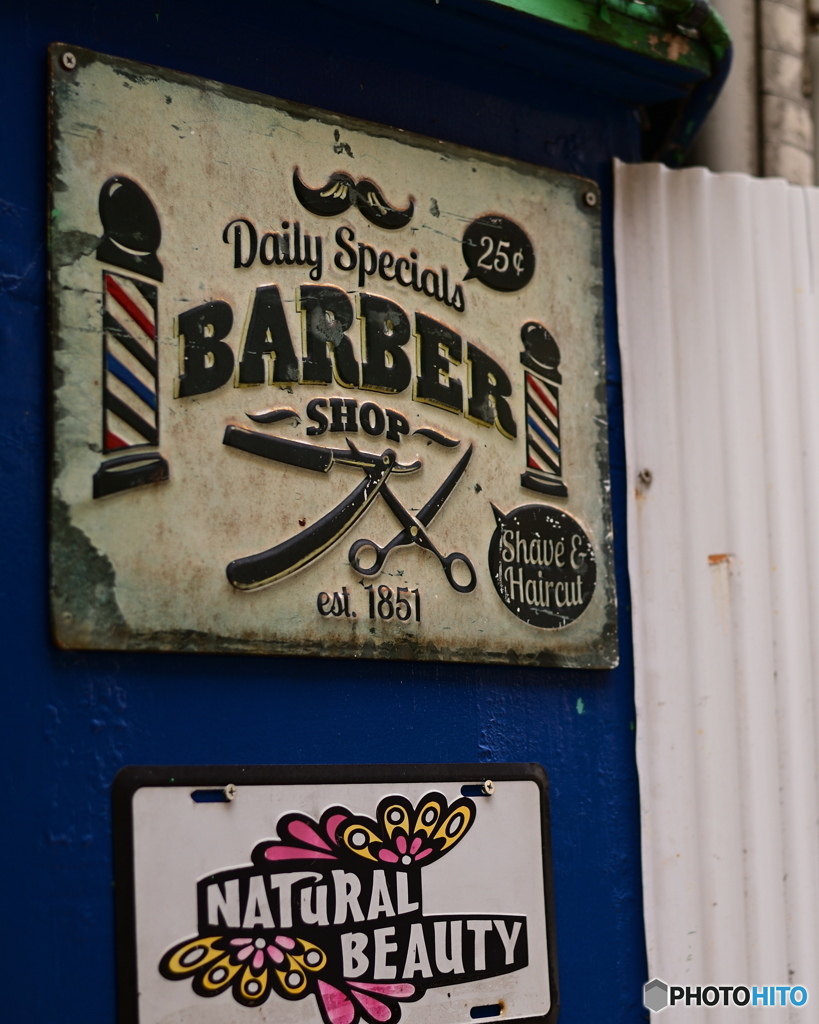 Daily Specials
25¢
BARBER
SHOP
Shave &
Haircut
est. 1851
NATURAL
BEAUTY
PHOTOHITO